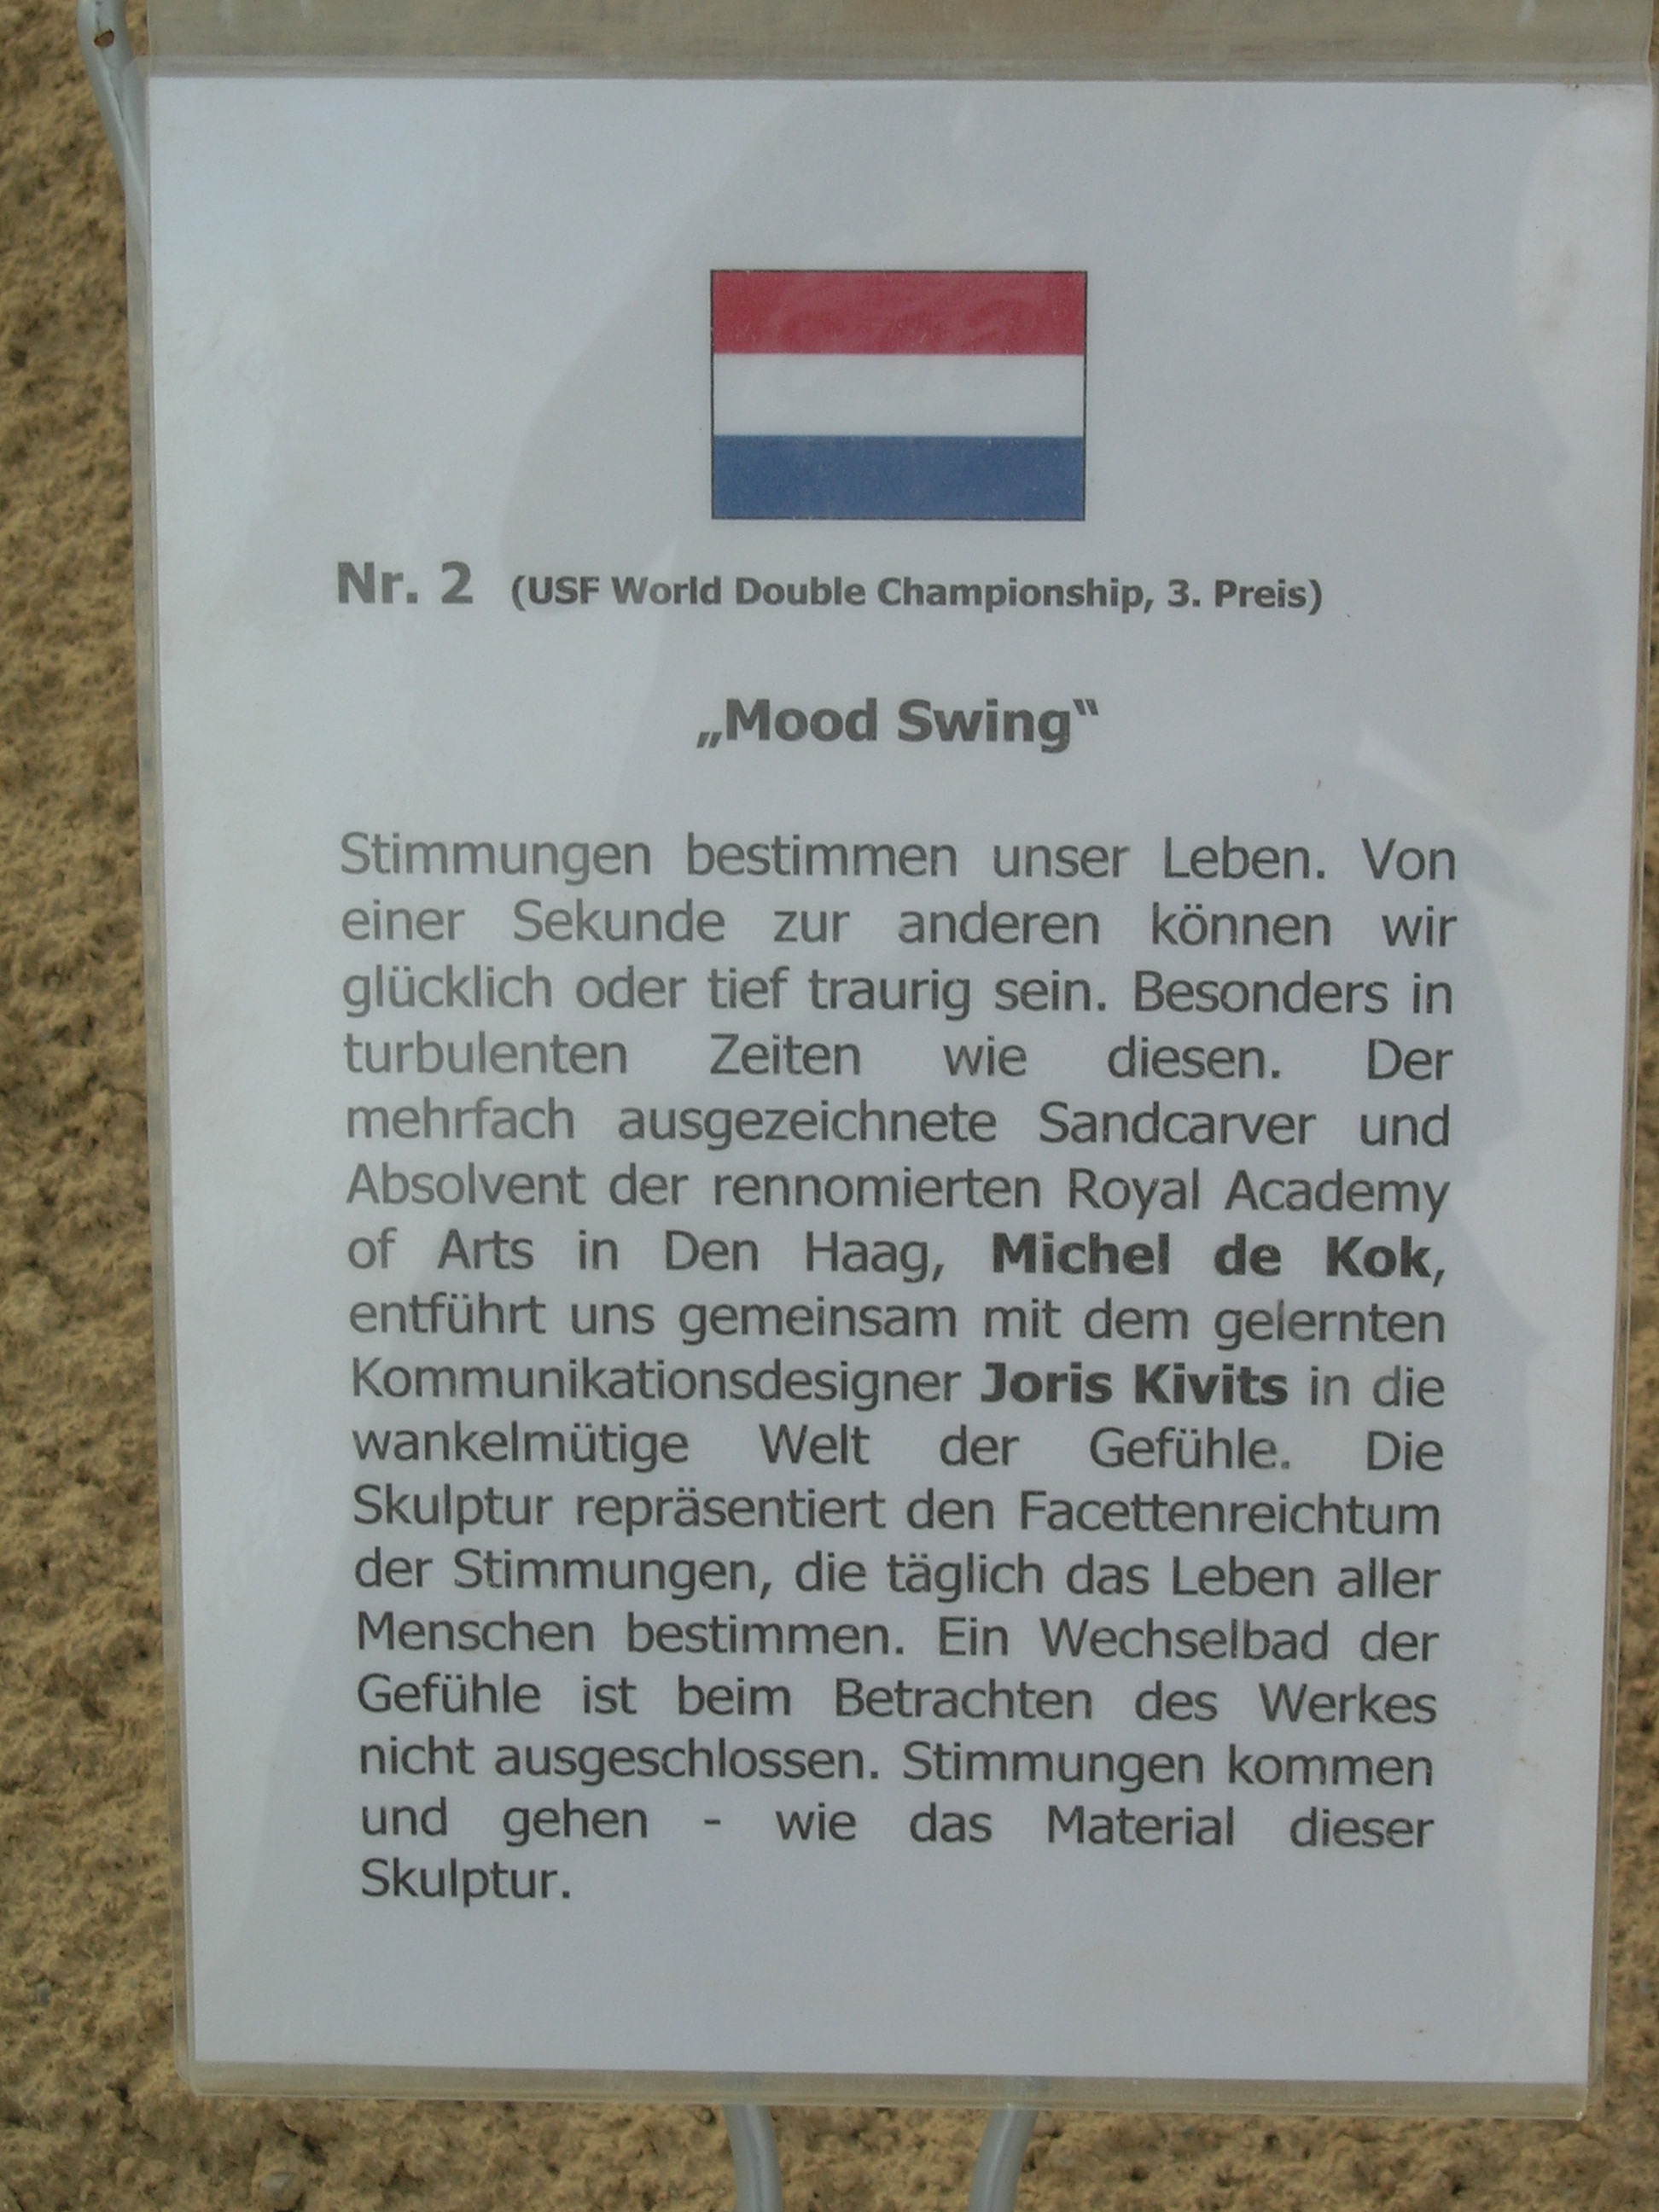 Nr. 2 (USF World Double Championship, 3. Preis)
„Mood Swing“
Stimmungen bestimmen unser Leben. Von
einer Sekunde zur anderen können wir
glücklich oder tief traurig sein. Besonders in
turbulenten Zeiten wie diesen. Der
mehrfach ausgezeichnete Sandcarver und
Absolvent der rennomierten Royal Academy
of Arts in Den Haag, Michel de Kok,
entführt uns gemeinsam mit dem gelernten
Kommunikationsdesigner Joris Kivits in die
wankelmütige Welt der Gefühle. Die
Skulptur repräsentiert den Facettenreichtum
der Stimmungen, die täglich das Leben aller
Menschen bestimmen. Ein Wechselbad der
Gefühle ist beim Betrachten des Werkes
nicht ausgeschlossen. Stimmungen kommen
und gehen - wie das Material dieser
Skulptur.